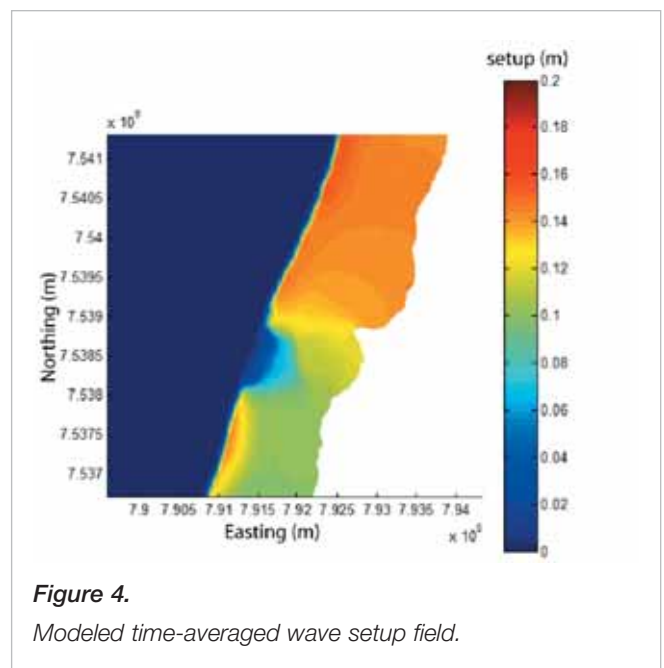 setup (m)
x 10⁶
0.2
0.18
0.16
0.14
0.12
0.1
0.08
0.06
0.04
0.02
0
7.541
7.5405
7.54
7.5395
7.539
7.5385
7.538
7.5375
7.537
Northing (m)
7.9 7.905 7.91 7.915 7.92 7.925 7.93 7.935 7.94
Easting (m)
Figure 4.
Modeled time-averaged wave setup field.